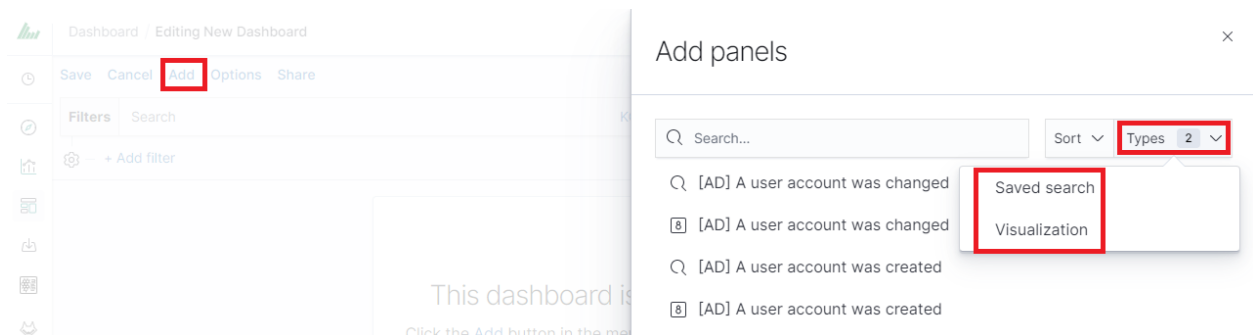 Dashboard / Editing New Dashboard
Save Cancel Add Options Share
Filters Search
+ Add filter
This dashboard is
Click the Add button in the me
Add panels
×
Search...
Sort Types 2
Saved search
Visualization
[AD] A user account was changed
8 [AD] A user account was changed
[AD] A user account was created
8 [AD] A user account was created